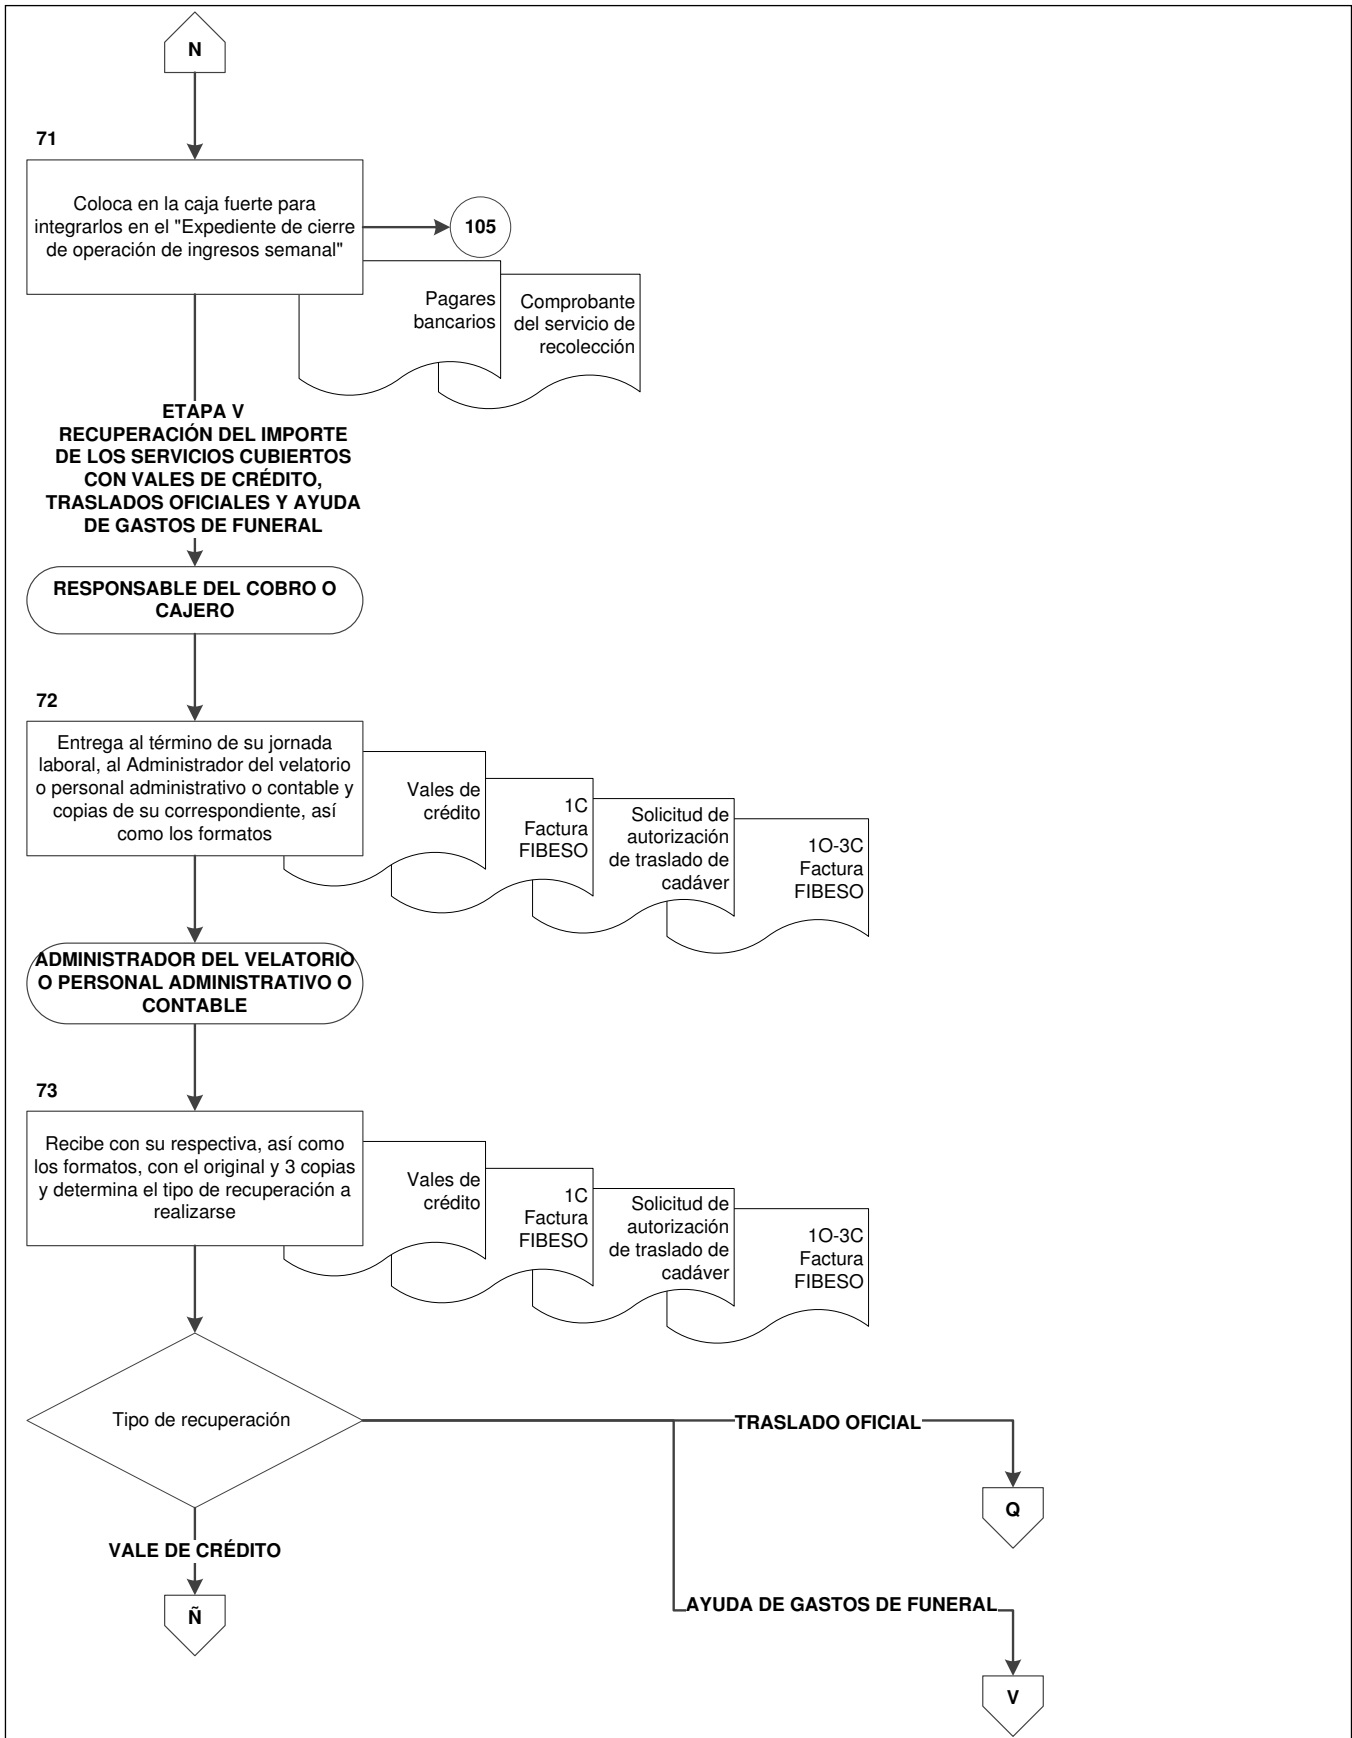 N
71
Coloca en la caja fuerte para
integrarlos en el "Expediente de cierre
de operación de ingresos semanal"
105
Pagares
bancarios
Comprobante
del servicio de
recolección
ETAPA V
RECUPERACIÓN DEL IMPORTE
DE LOS SERVICIOS CUBIERTOS
CON VALES DE CRÉDITO,
TRASLADOS OFICIALES Y AYUDA
DE GASTOS DE FUNERAL
RESPONSABLE DEL COBRO O
CAJERO
72
Entrega al término de su jornada
laboral, al Administrador del velatorio
o personal administrativo o contable y
copias de su correspondiente, así
como los formatos
Vales de
crédito
1C
Factura
FIBESO
Solicitud de
autorización
de traslado de
cadáver
1O-3C
Factura
FIBESO
ADMINISTRADOR DEL VELATORIO
O PERSONAL ADMINISTRATIVO O
CONTABLE
73
Recibe con su respectiva, así como
los formatos, con el original y 3 copias
y determina el tipo de recuperación a
realizarse
Vales de
crédito
1C
Factura
FIBESO
Solicitud de
autorización
de traslado de
cadáver
1O-3C
Factura
FIBESO
Tipo de recuperación
TRASLADO OFICIAL
Q
VALE DE CRÉDITO
Ñ
AYUDA DE GASTOS DE FUNERAL
V